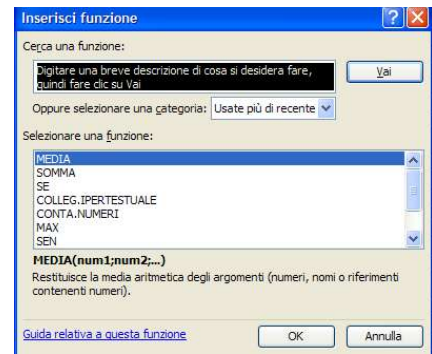 Inserisci funzione
Cerca una funzione:
Digitare una breve descrizione di cosa si desidera fare,
quindi fare clic su Vai
Vai
Oppure selezionare una categoria: Usate più di recente
Selezionare una funzione:
MEDIA
SOMMA
SE
COLLEG.IPERTESTUALE
CONTA.NUMERI
MAX
SEN
MEDIA(num1;num2;...)
Restituisce la media aritmetica degli argomenti (numeri, nomi o riferimenti
contenenti numeri).
Guida relativa a questa funzione
OK
Annulla